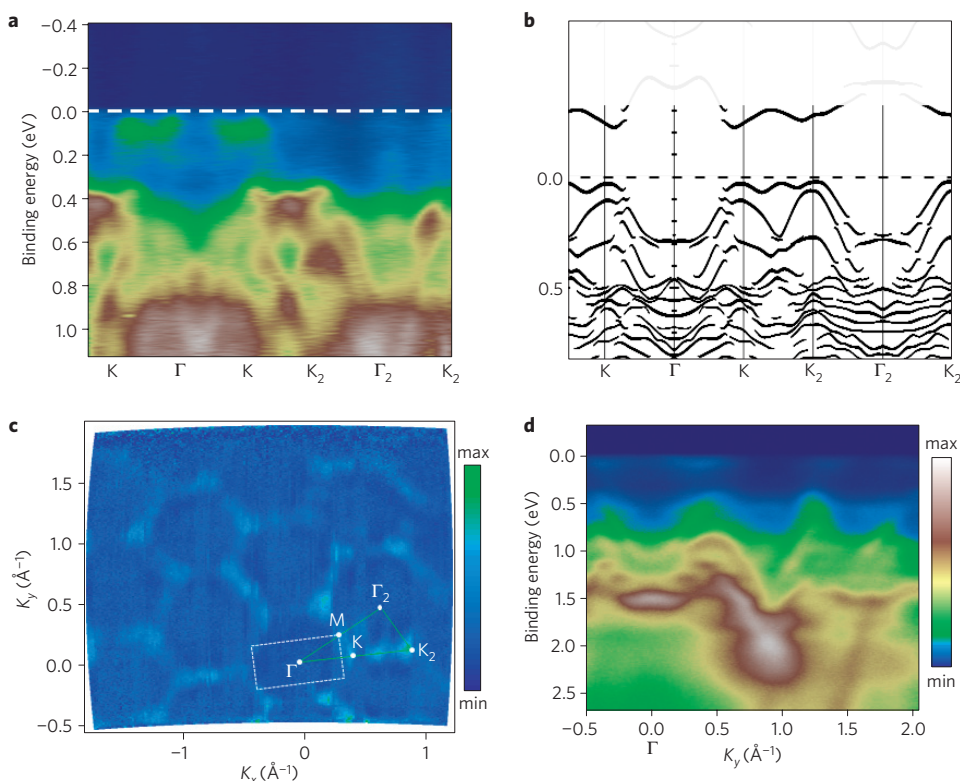 a
−0.4
−0.2
0.0
0.2
0.4
0.6
0.8
1.0
Binding energy (eV)
K Γ K K₂ Γ₂ K₂
b
0.0
0.5
K Γ K K₂ Γ₂ K₂
c
max
min
1.5
1.0
0.5
0.0
−0.5
K_y (Å⁻¹)
Γ₂
M
K
K₂
Γ
−1 0 1
K_x (Å⁻¹)
d
max
min
0.0
0.5
1.0
1.5
2.0
2.5
Binding energy (eV)
−0.5 0.0 0.5 1.0 1.5 2.0
Γ
K_y (Å⁻¹)